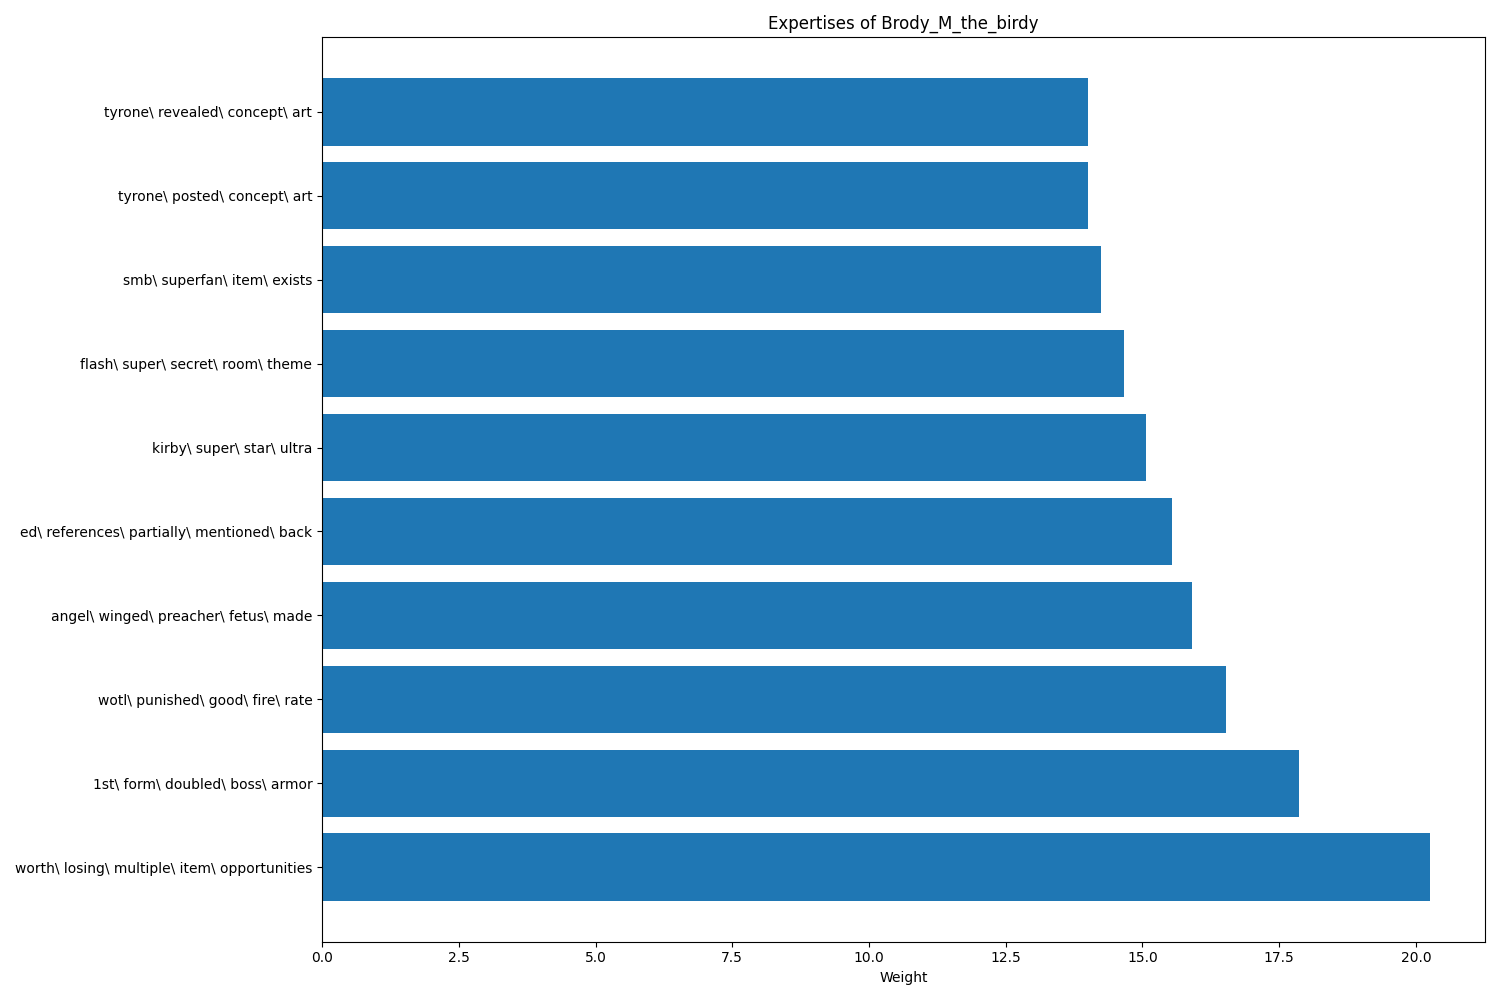 Expertises of Brody_M_the_birdy
tyrone\ revealed\ concept\ art
tyrone\ posted\ concept\ art
smb\ superfan\ item\ exists
flash\ super\ secret\ room\ theme
kirby\ super\ star\ ultra
ed\ references\ partially\ mentioned\ back
angel\ winged\ preacher\ fetus\ made
wotl\ punished\ good\ fire\ rate
1st\ form\ doubled\ boss\ armor
worth\ losing\ multiple\ item\ opportunities
0.0 2.5 5.0 7.5 10.0 12.5 15.0 17.5 20.0
Weight